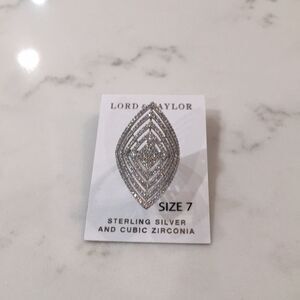 LORD & TAYLOR
SIZE 7
STERLING SILVER
AND CUBIC ZIRCONIA